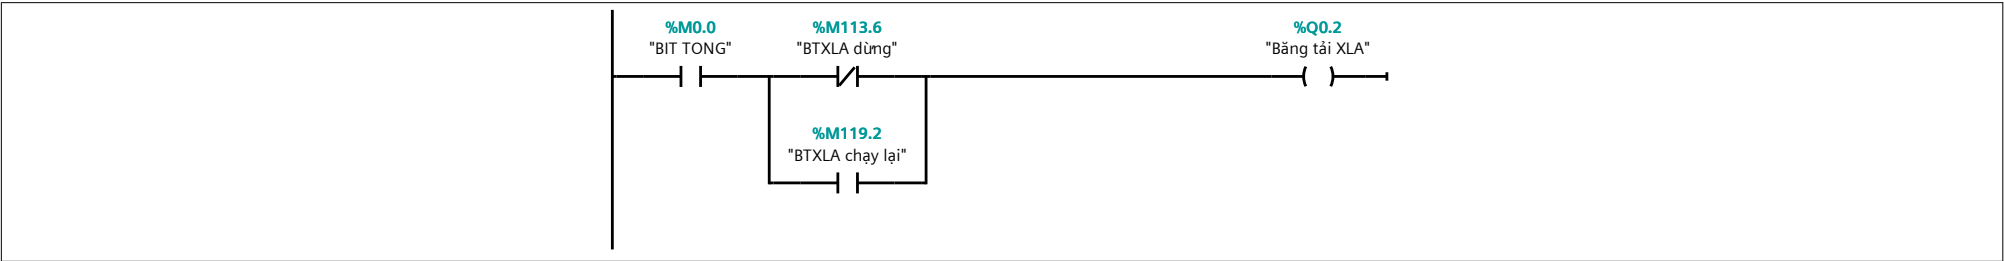 %M0.0
"BIT TONG"
%M113.6
"BTXLA dừng"
%Q0.2
"Băng tải XLA"
%M119.2
"BTXLA chạy lại"